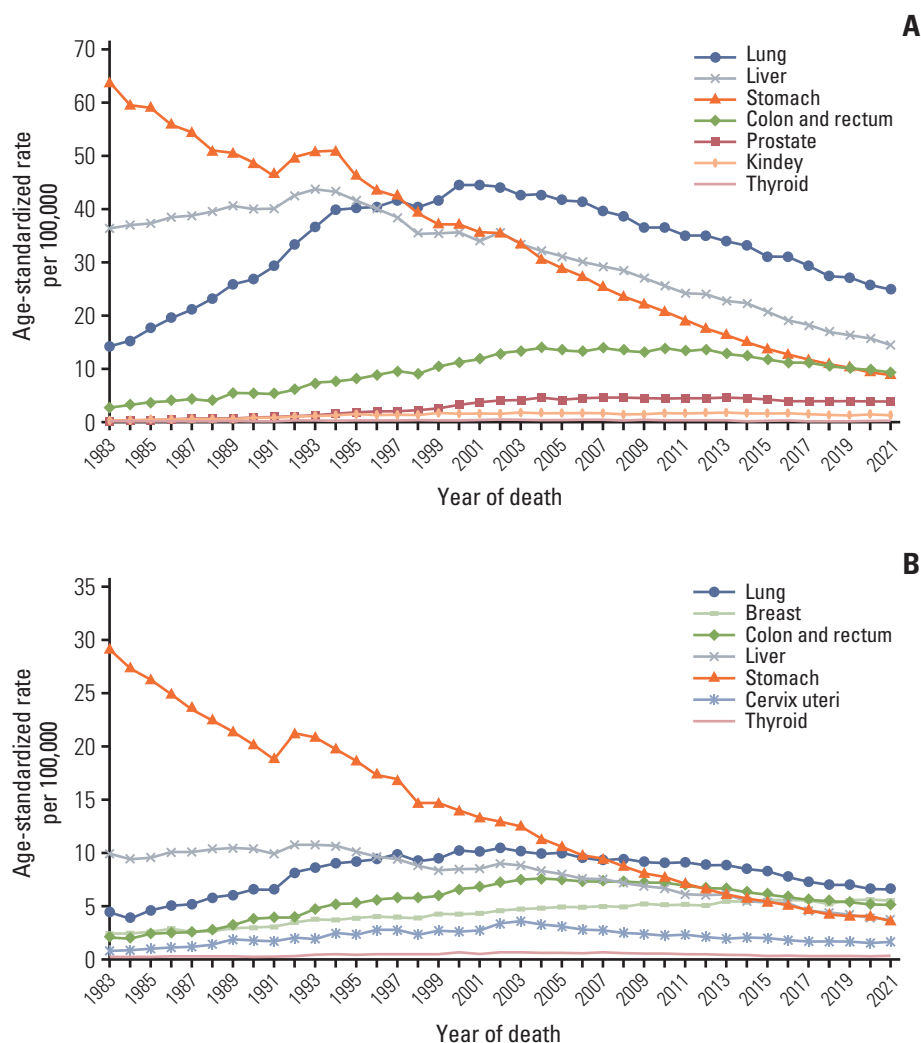 A
70
60
50
40
30
20
10
0
Age-standardized rate
per 100,000
Lung
Liver
Stomach
Colon and rectum
Prostate
Kindey
Thyroid
1983
1985
1987
1989
1991
1993
1995
1997
1999
2001
2003
2005
2007
2009
2011
2013
2015
2017
2019
2021
Year of death
B
35
30
25
20
15
10
5
0
Age-standardized rate
per 100,000
Lung
Breast
Colon and rectum
Liver
Stomach
Cervix uteri
Thyroid
1983
1985
1987
1989
1991
1993
1995
1997
1999
2001
2003
2005
2007
2009
2011
2013
2015
2017
2019
2021
Year of death